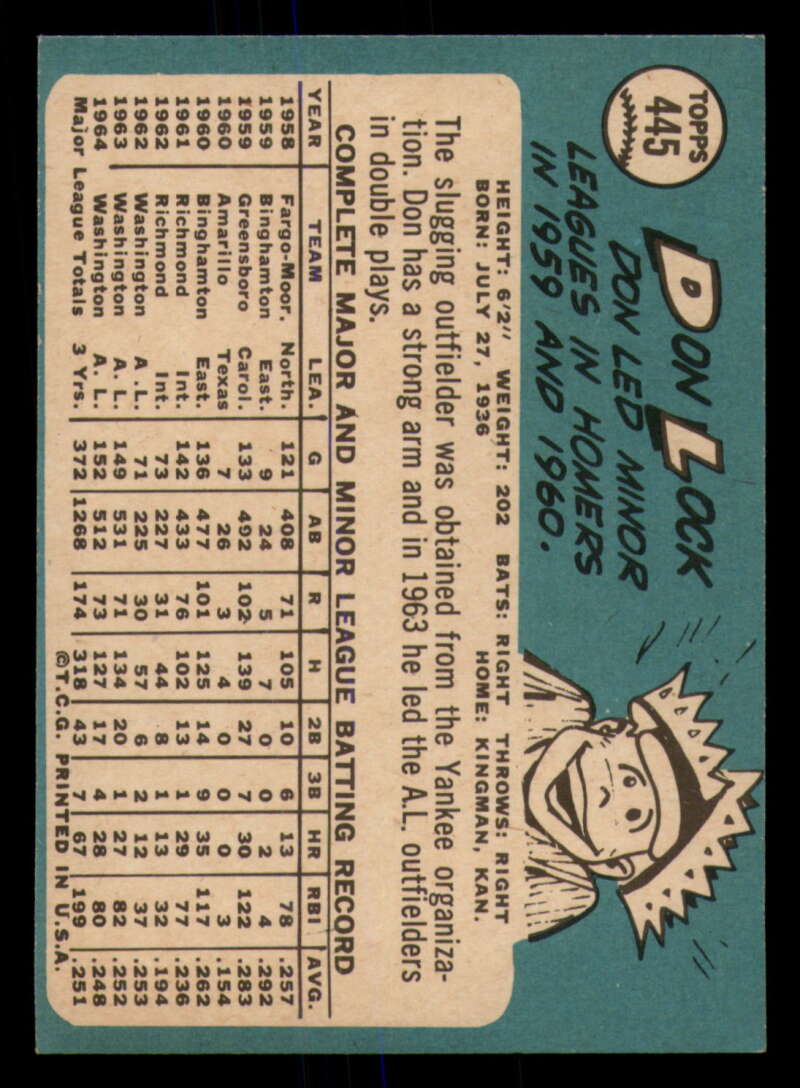 TOPPS
445
DON LOCK
DON LED MINOR
LEAGUES IN HOMERS
IN 1959 AND 1960.
HEIGHT: 6'2" WEIGHT: 202 BATS: RIGHT THROWS: RIGHT
BORN: JULY 27, 1936 HOME: KINGMAN, KAN.
The slugging outfielder was obtained from the Yankee organiza-
tion. Don has a strong arm and in 1963 he led the A.L. outfielders
in double plays.
COMPLETE MAJOR AND MINOR LEAGUE BATTING RECORD
YEAR TEAM LEA. G AB R H 2B 3B HR RBI AVG.
1958 Fargo-Moor. North. 121 408 71 105 10 6 13 78 .257
1959 Binghamton East. 9 24 5 7 0 0 2 4 .292
1959 Greensboro Carol. 133 492 102 139 27 7 30 122 .283
1960 Amarillo Texas 7 26 3 4 0 0 0 3 .154
1960 Binghamton East. 136 477 101 125 14 9 35 117 .262
1961 Richmond Int. 142 433 76 102 13 1 29 77 .236
1962 Richmond Int. 73 227 31 44 8 1 13 32 .194
1962 Washington A.L. 71 225 30 57 6 2 12 37 .253
1963 Washington A.L. 149 531 71 134 20 1 27 82 .252
1964 Washington A.L. 152 512 73 127 17 4 28 80 .248
Major League Totals 3 Yrs. 372 1268 174 318 43 7 67 199 .251
©T.C.G. PRINTED IN U.S.A.